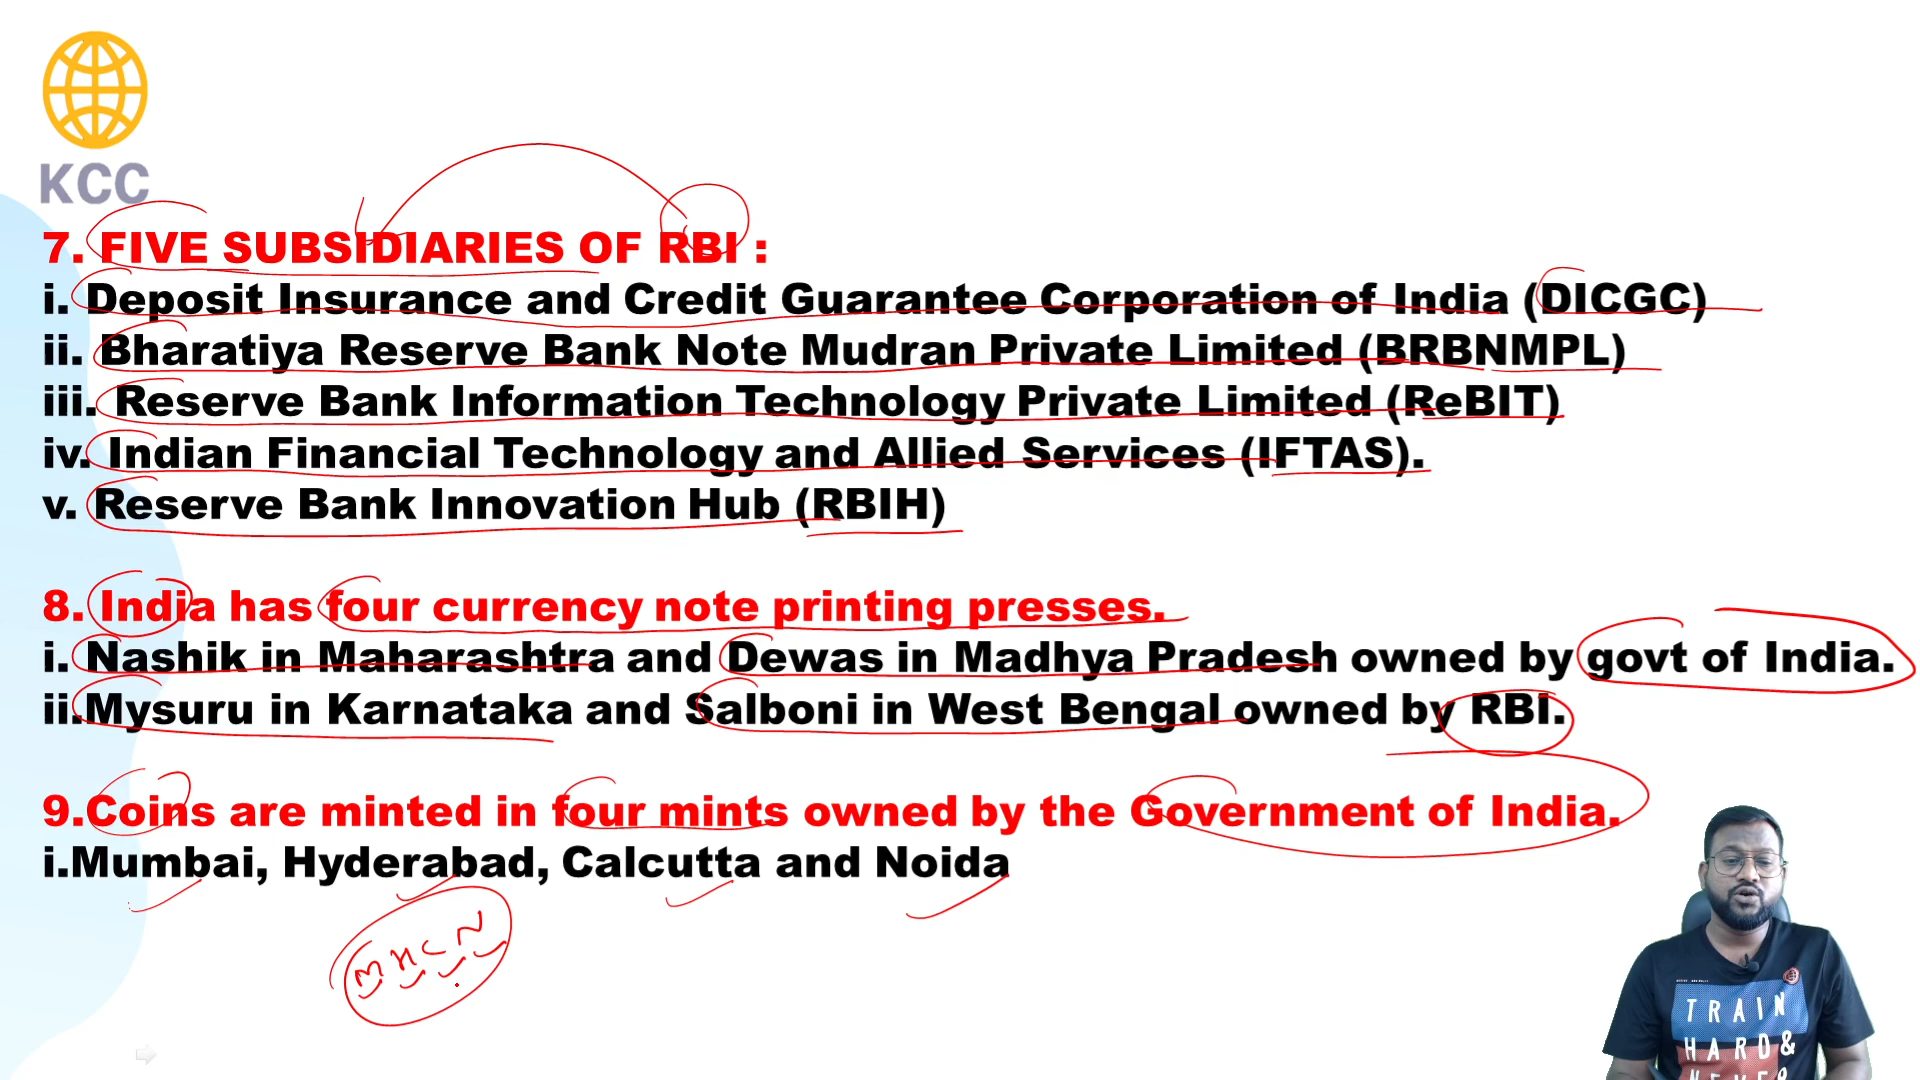 KCC
7. FIVE SUBSIDIARIES OF RBI :
i. Deposit Insurance and Credit Guarantee Corporation of India (DICGC)
ii. Bharatiya Reserve Bank Note Mudran Private Limited (BRBNMPL)
iii. Reserve Bank Information Technology Private Limited (ReBIT)
iv. Indian Financial Technology and Allied Services (IFTAS).
v. Reserve Bank Innovation Hub (RBIH)
8. India has four currency note printing presses.
i. Nashik in Maharashtra and Dewas in Madhya Pradesh owned by govt of India.
ii.Mysuru in Karnataka and Salboni in West Bengal owned by RBI.
9.Coins are minted in four mints owned by the Government of India.
i.Mumbai, Hyderabad, Calcutta and Noida
M H C N
TRAIN
HARD&